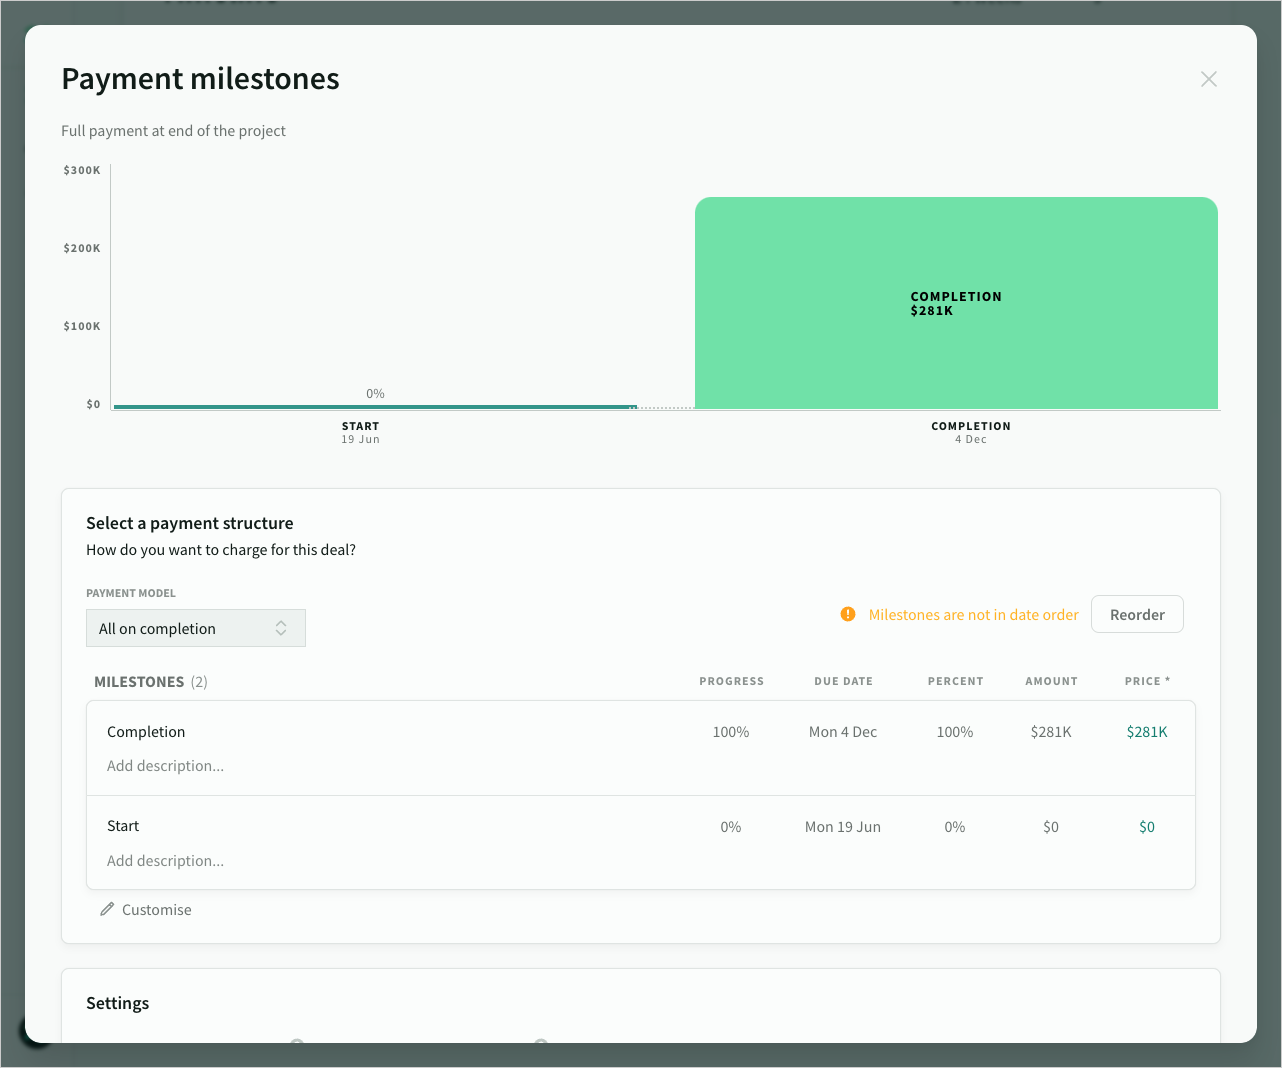 Payment milestones
Full payment at end of the project
$300K
$200K
$100K
$0
COMPLETION
$281K
0%
START
19 Jun
COMPLETION
4 Dec
Select a payment structure
How do you want to charge for this deal?
PAYMENT MODEL
All on completion
Milestones are not in date order
Reorder
MILESTONES (2) PROGRESS DUE DATE PERCENT AMOUNT PRICE *
Completion 100% Mon 4 Dec 100% $281K $281K
Add description...
Start 0% Mon 19 Jun 0% $0 $0
Add description...
Customise
Settings